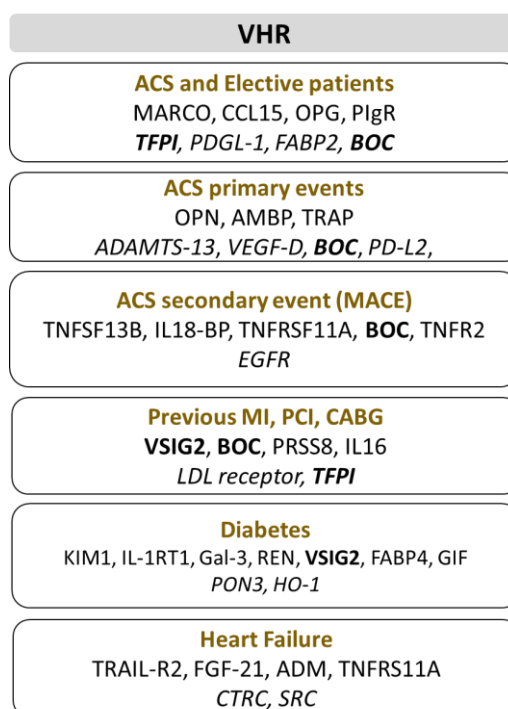 VHR
ACS and Elective patients
MARCO, CCL15, OPG, PIgR
TFPI, PDGL-1, FABP2, BOC
ACS primary events
OPN, AMBP, TRAP
ADAMTS-13, VEGF-D, BOC, PD-L2,
ACS secondary event (MACE)
TNFSF13B, IL18-BP, TNFRSF11A, BOC, TNFR2
EGFR
Previous MI, PCI, CABG
VSIG2, BOC, PRSS8, IL16
LDL receptor, TFPI
Diabetes
KIM1, IL-1RT1, Gal-3, REN, VSIG2, FABP4, GIF
PON3, HO-1
Heart Failure
TRAIL-R2, FGF-21, ADM, TNFRS11A
CTRC, SRC